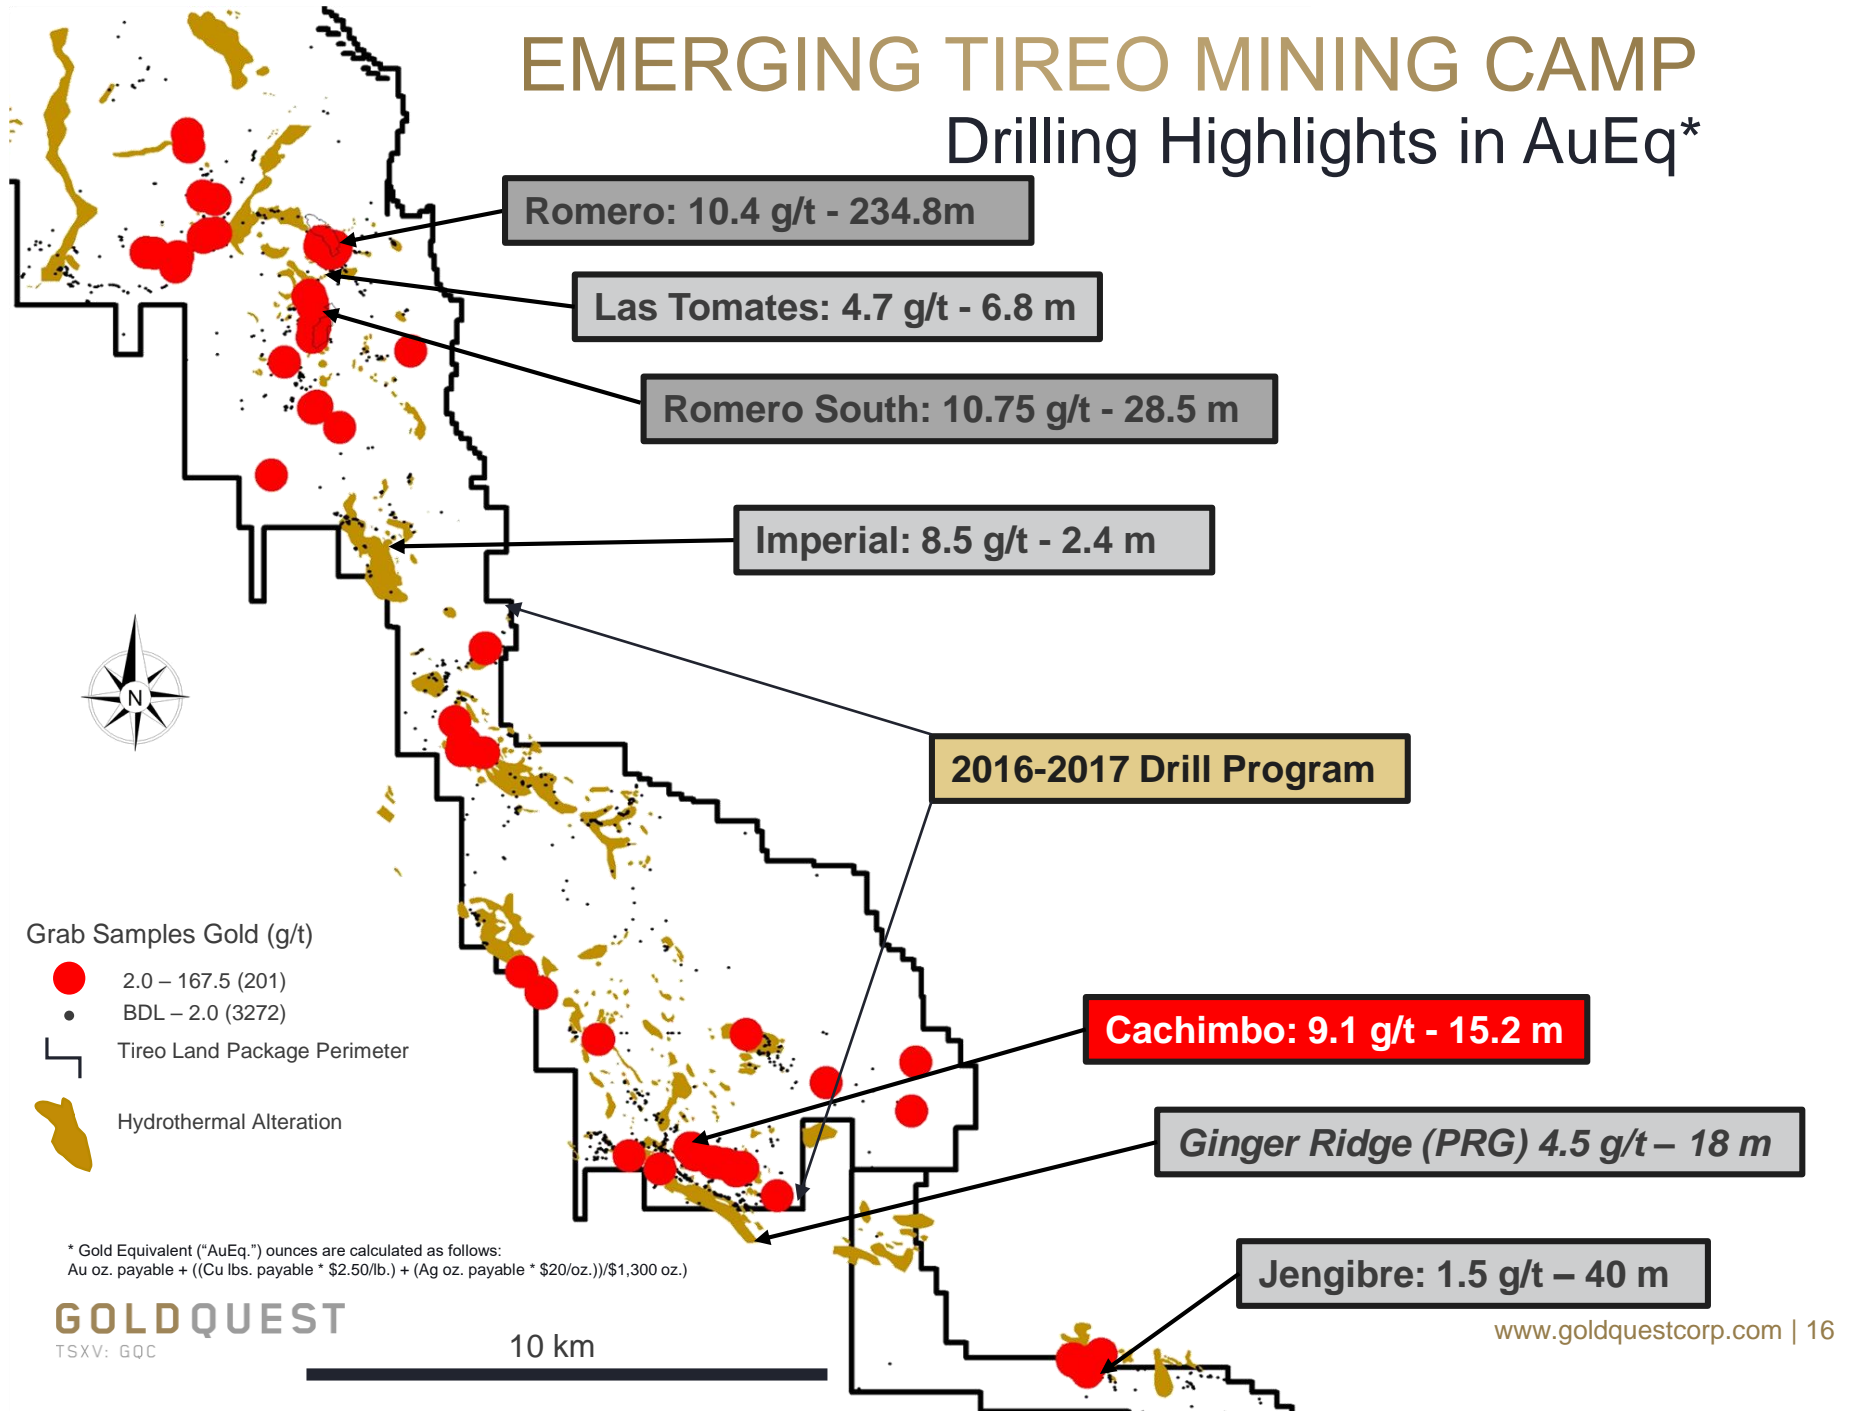 EMERGING TIREO MINING CAMP
Drilling Highlights in AuEq*
Romero: 10.4 g/t - 234.8m
Las Tomates: 4.7 g/t - 6.8 m
Romero South: 10.75 g/t - 28.5 m
Imperial: 8.5 g/t - 2.4 m
N
2016-2017 Drill Program
Grab Samples Gold (g/t)
2.0 – 167.5 (201)
BDL – 2.0 (3272)
Tireo Land Package Perimeter
Hydrothermal Alteration
Cachimbo: 9.1 g/t - 15.2 m
Ginger Ridge (PRG) 4.5 g/t – 18 m
Jengibre: 1.5 g/t – 40 m
* Gold Equivalent (“AuEq.”) ounces are calculated as follows:
Au oz. payable + ((Cu lbs. payable * $2.50/lb.) + (Ag oz. payable * $20/oz.))/$1,300 oz.)
GOLDQUEST
TSXV: GQC
10 km
www.goldquestcorp.com | 16